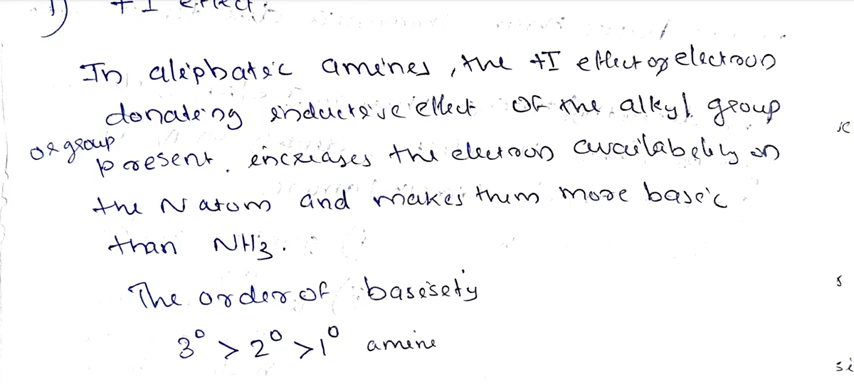 1) +I effect.
In aliphatic amines, the +I effect or electron
donating inductive effect of the alkyl group
or group present. increases the electron availability on
the N atom and makes them more basic
than NH3.
The order of basisety
3° > 2° > 1° amine